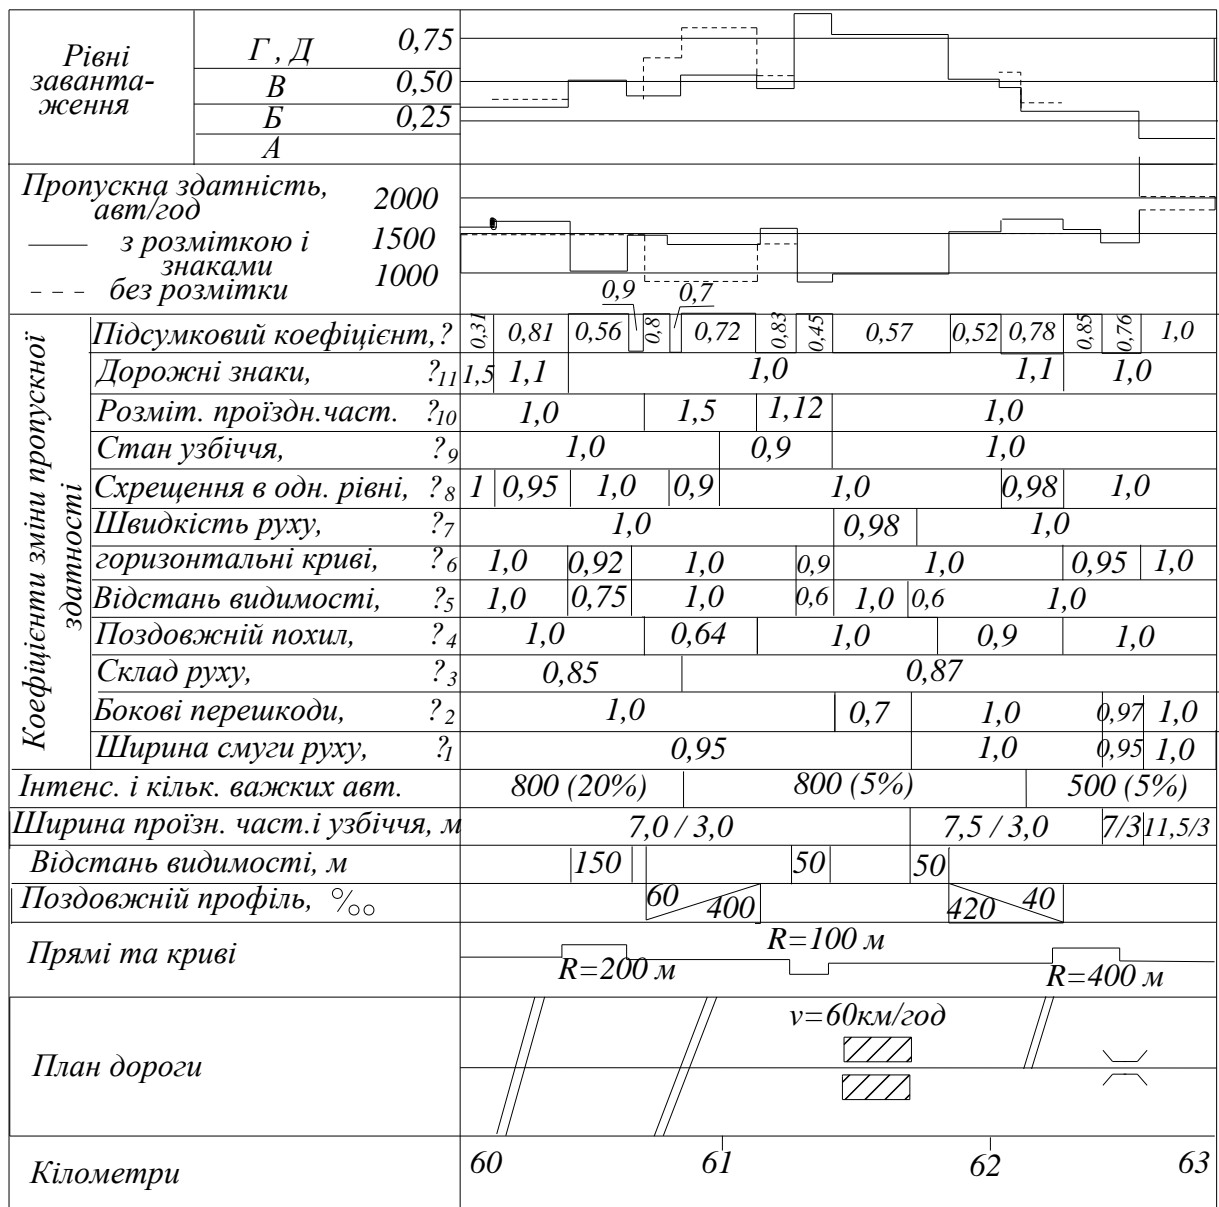 Рівні
заванта-
ження
Г , Д 0,75
В 0,50
Б 0,25
А
Пропускна здатність,
авт/год
2000
з розміткою і
знаками
1500
без розмітки
1000
0,9 0,7
Коефіцієнти зміни пропускної
здатності
Підсумковий коефіцієнт,? 0,31 0,81 0,56 0,8 0,72 0,83 0,45 0,57 0,52 0,78 0,85 0,76 1,0
Дорожні знаки, ?11 1,5 1,1 1,0 1,1 1,0
Розміт. проїздн.част. ?10 1,0 1,5 1,12 1,0
Стан узбіччя, ?9 1,0 0,9 1,0
Схрещення в одн. рівні, ?8 1 0,95 1,0 0,9 1,0 0,98 1,0
Швидкість руху, ?7 1,0 0,98 1,0
горизонтальні криві, ?6 1,0 0,92 1,0 0,9 1,0 0,95 1,0
Відстань видимості, ?5 1,0 0,75 1,0 0,6 1,0 0,6 1,0
Поздовжній похил, ?4 1,0 0,64 1,0 0,9 1,0
Склад руху, ?3 0,85 0,87
Бокові перешкоди, ?2 1,0 0,7 1,0 0,97 1,0
Ширина смуги руху, ?1 0,95 1,0 0,95 1,0
Інтенс. і кільк. важких авт. 800 (20%) 800 (5%) 500 (5%)
Ширина проїзн. част.і узбіччя, м 7,0 / 3,0 7,5 / 3,0 7/3 11,5/3
Відстань видимості, м 150 50 50
Поздовжній профіль, ‰ 60 400 420 40
Прямі та криві R=200 м R=100 м R=400 м
v=60км/год
План дороги
Кілометри 60 61 62 63